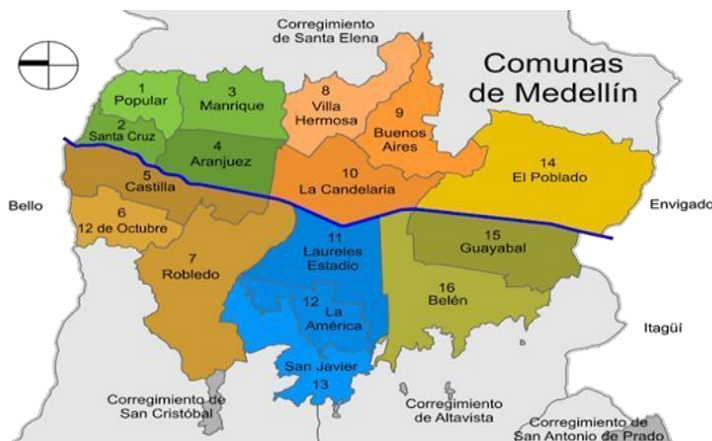 Corregimiento
de Santa Elena
Comunas
de Medellín
1
Popular
3
Manrique
8
Villa
Hermosa
9
Buenos
Aires
2
Santa Cruz
4
Aranjuez
14
El Poblado
10
La Candelaria
5
Castilla
Bello
Envigado
6
12 de Octubre
7
Robledo
11
Laureles
Estadio
15
Guayabal
16
Belén
12
La
América
Itagüí
San Javier
13
Corregimiento de
San Cristóbal
Corregimiento
de Altavista
Corregimiento de
San Antonio de Prado